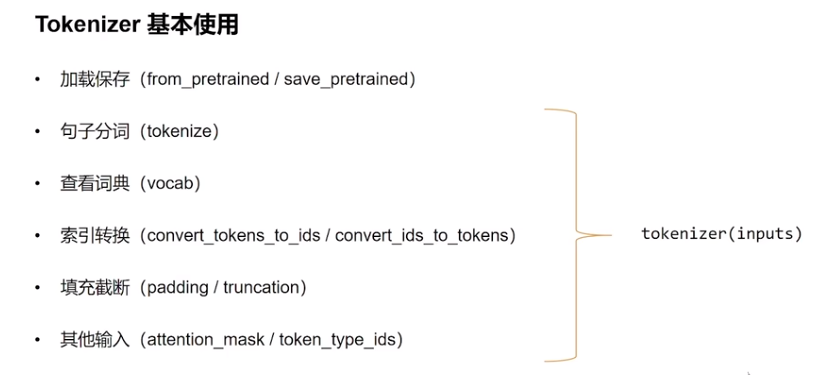 Tokenizer 基本使用
• 加载保存（from_pretrained / save_pretrained）
• 句子分词（tokenize）
• 查看词典（vocab）
• 索引转换（convert_tokens_to_ids / convert_ids_to_tokens）
tokenizer(inputs)
• 填充截断（padding / truncation）
• 其他输入（attention_mask / token_type_ids）